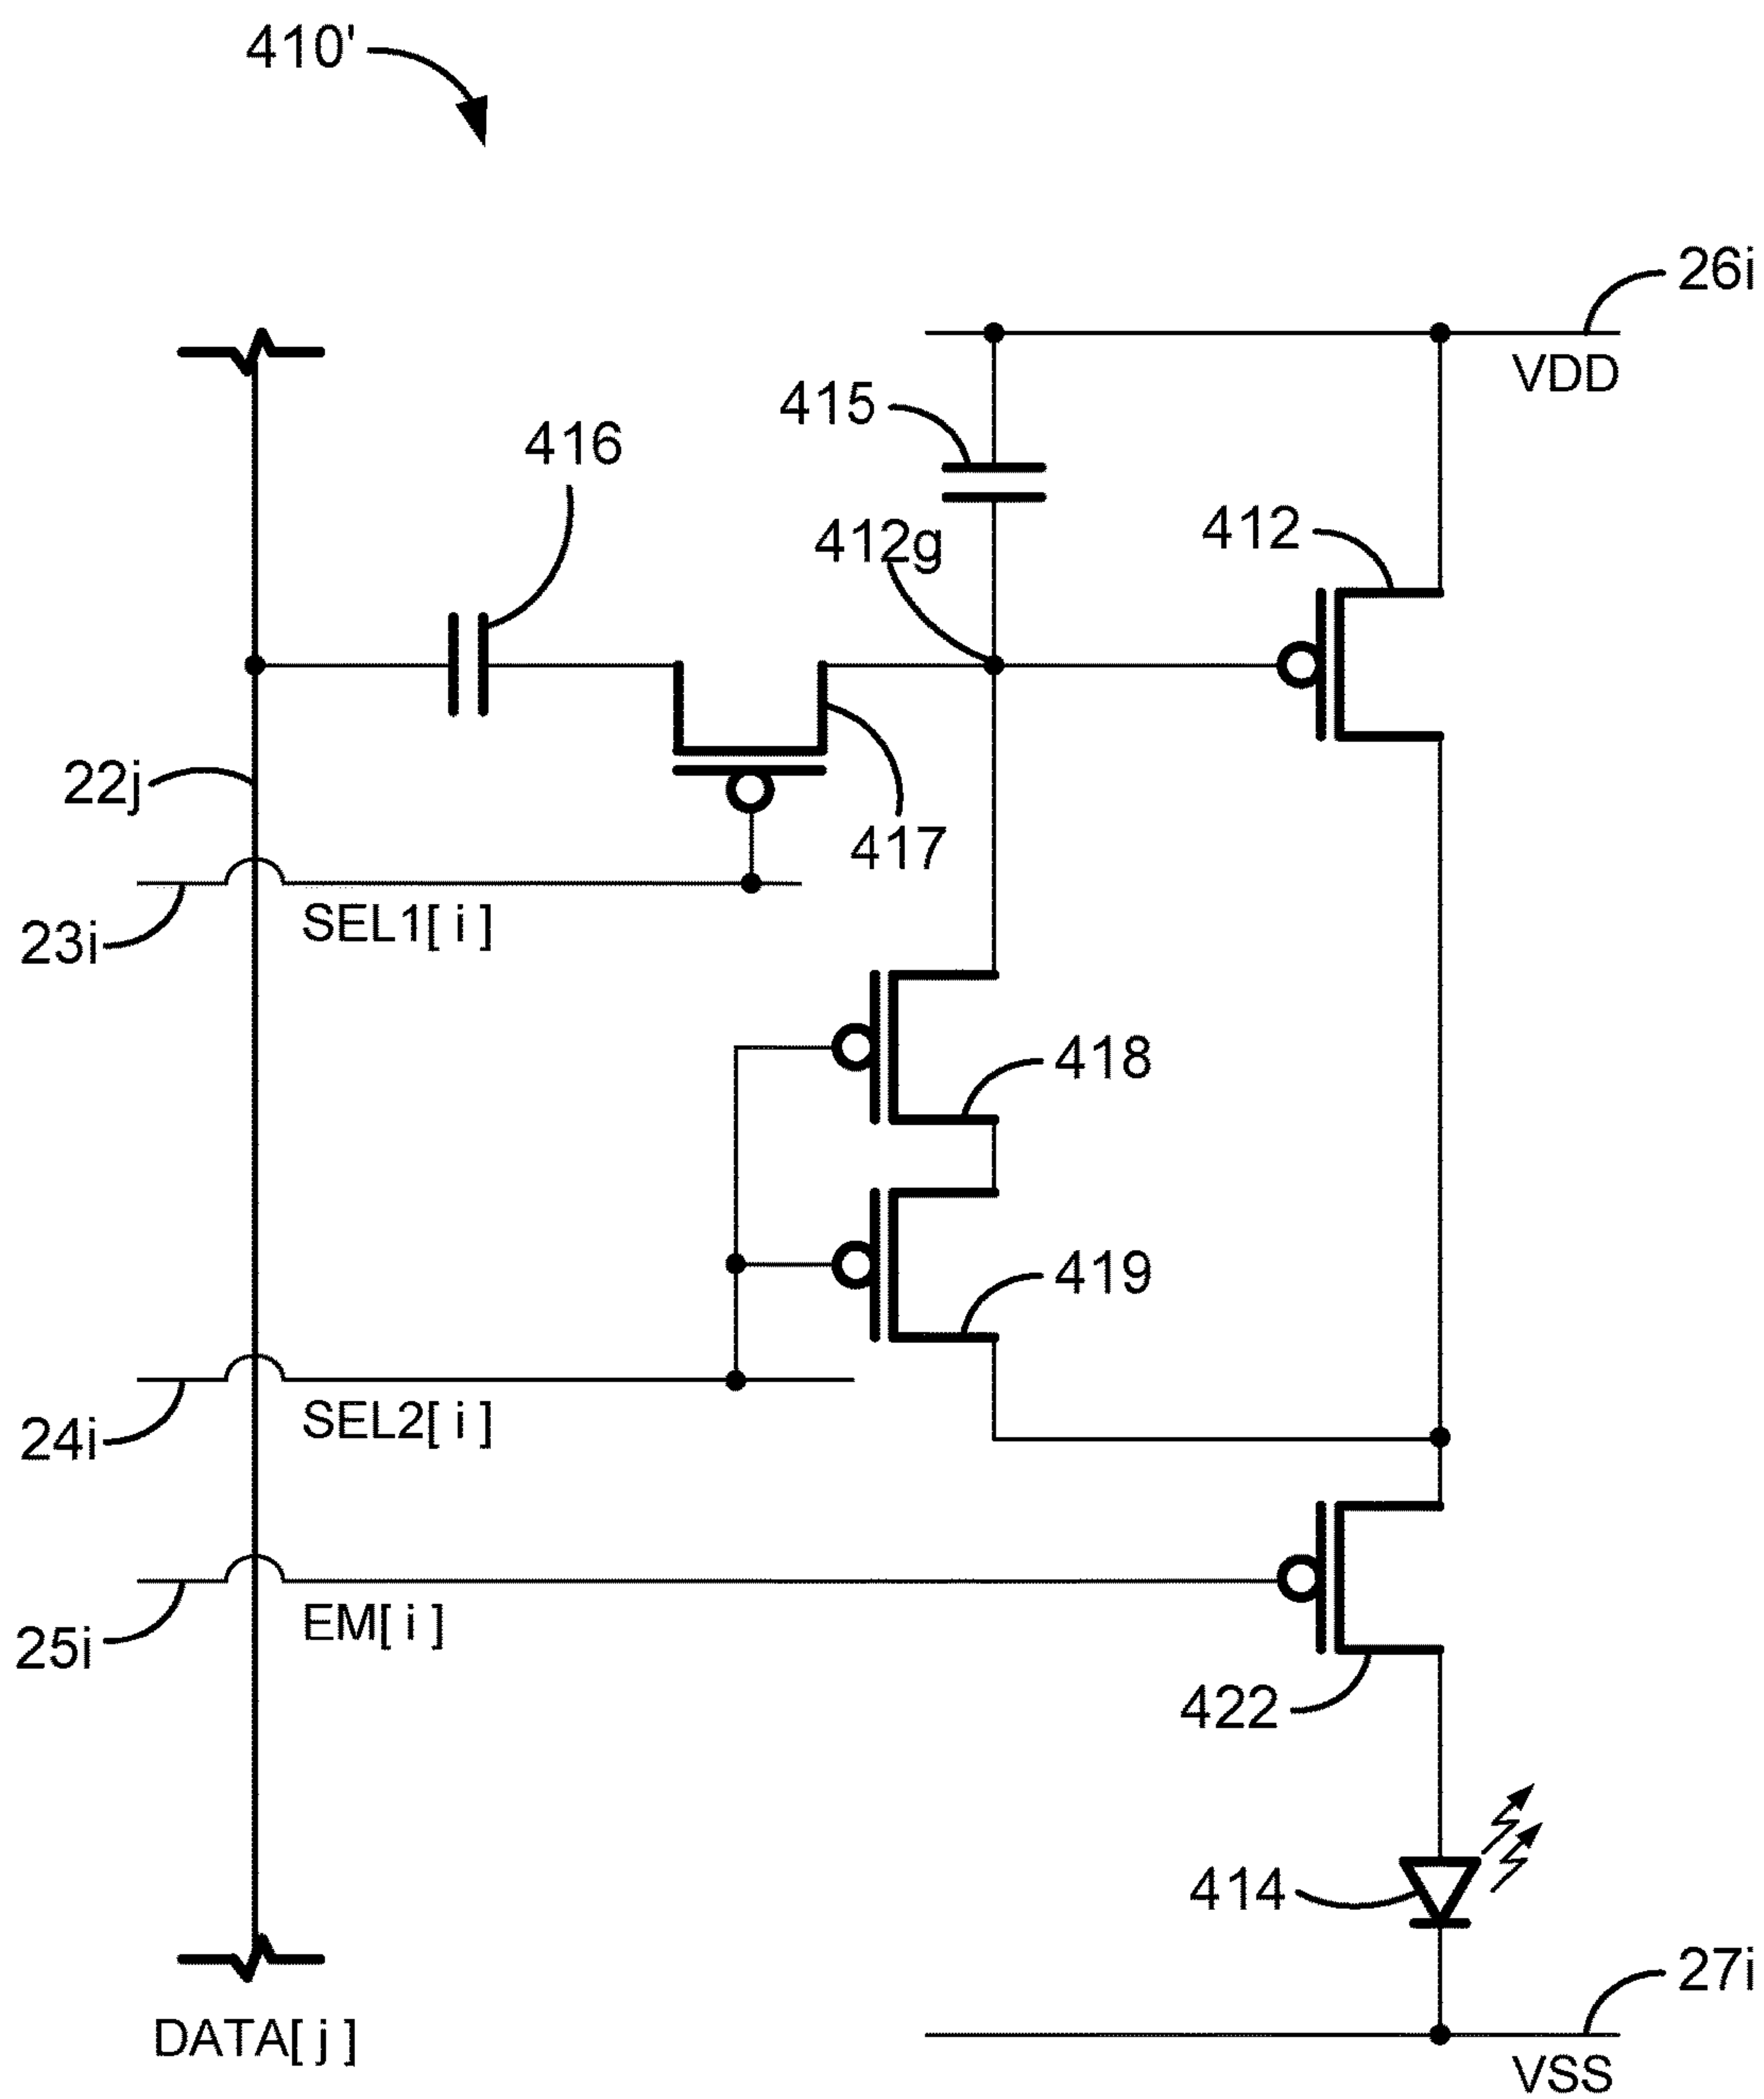 410'
26i
VDD
415
416
412g
412
22j
417
SEL1[ i ]
23i
418
419
SEL2[ i ]
24i
EM[ i ]
25i
422
414
27i
DATA[ j ]
VSS